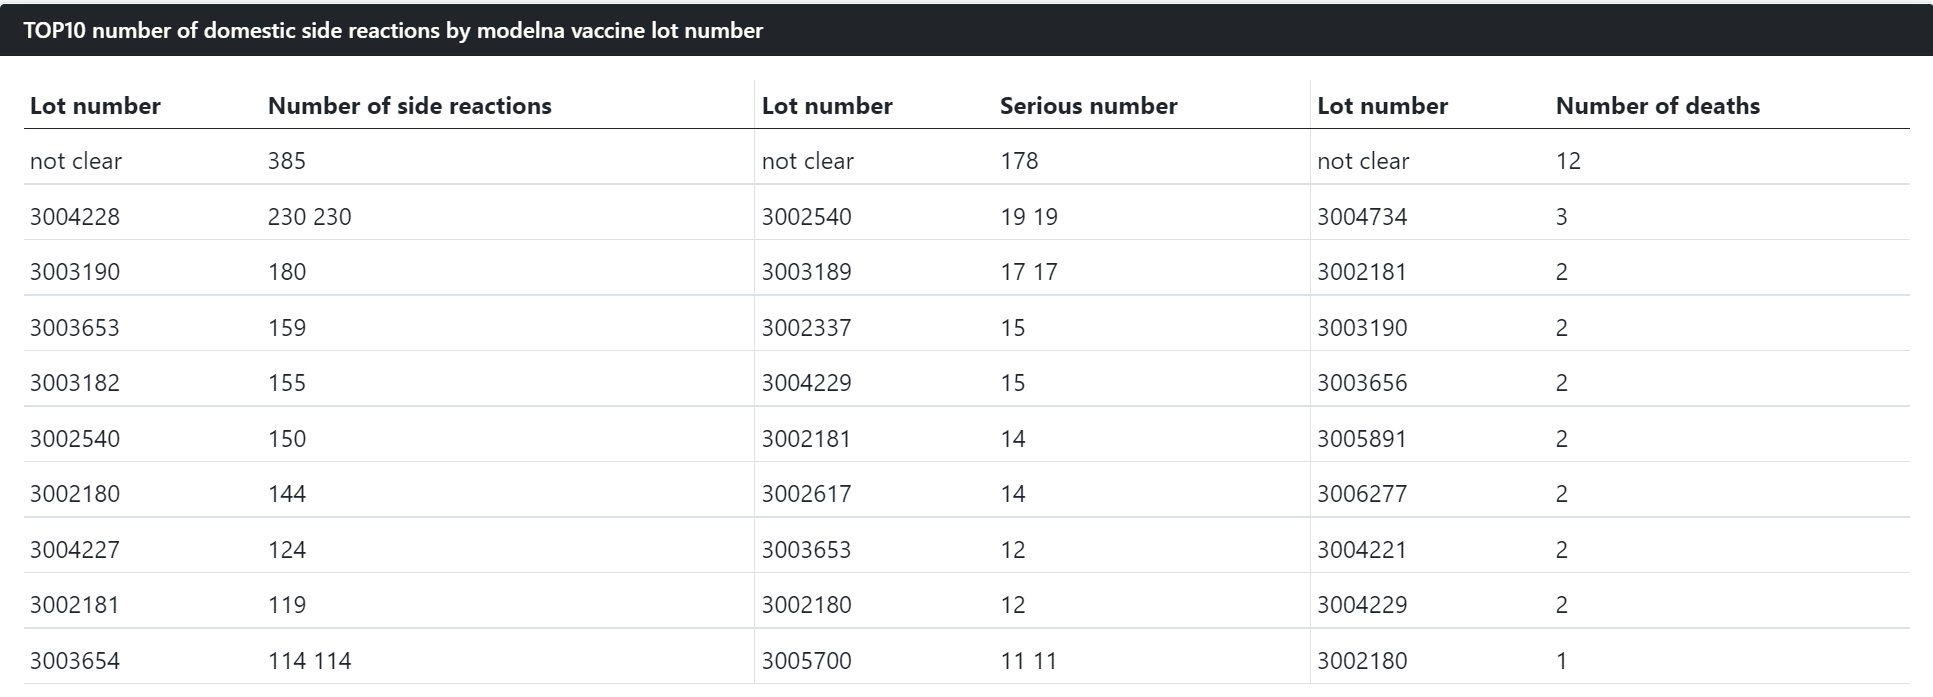 TOP10 number of domestic side reactions by modelna vaccine lot number
Lot number Number of side reactions Lot number Serious number Lot number Number of deaths
not clear 385 not clear 178 not clear 12
3004228 230 230 3002540 19 19 3004734 3
3003190 180 3003189 17 17 3002181 2
3003653 159 3002337 15 3003190 2
3003182 155 3004229 15 3003656 2
3002540 150 3002181 14 3005891 2
3002180 144 3002617 14 3006277 2
3004227 124 3003653 12 3004221 2
3002181 119 3002180 12 3004229 2
3003654 114 114 3005700 11 11 3002180 1